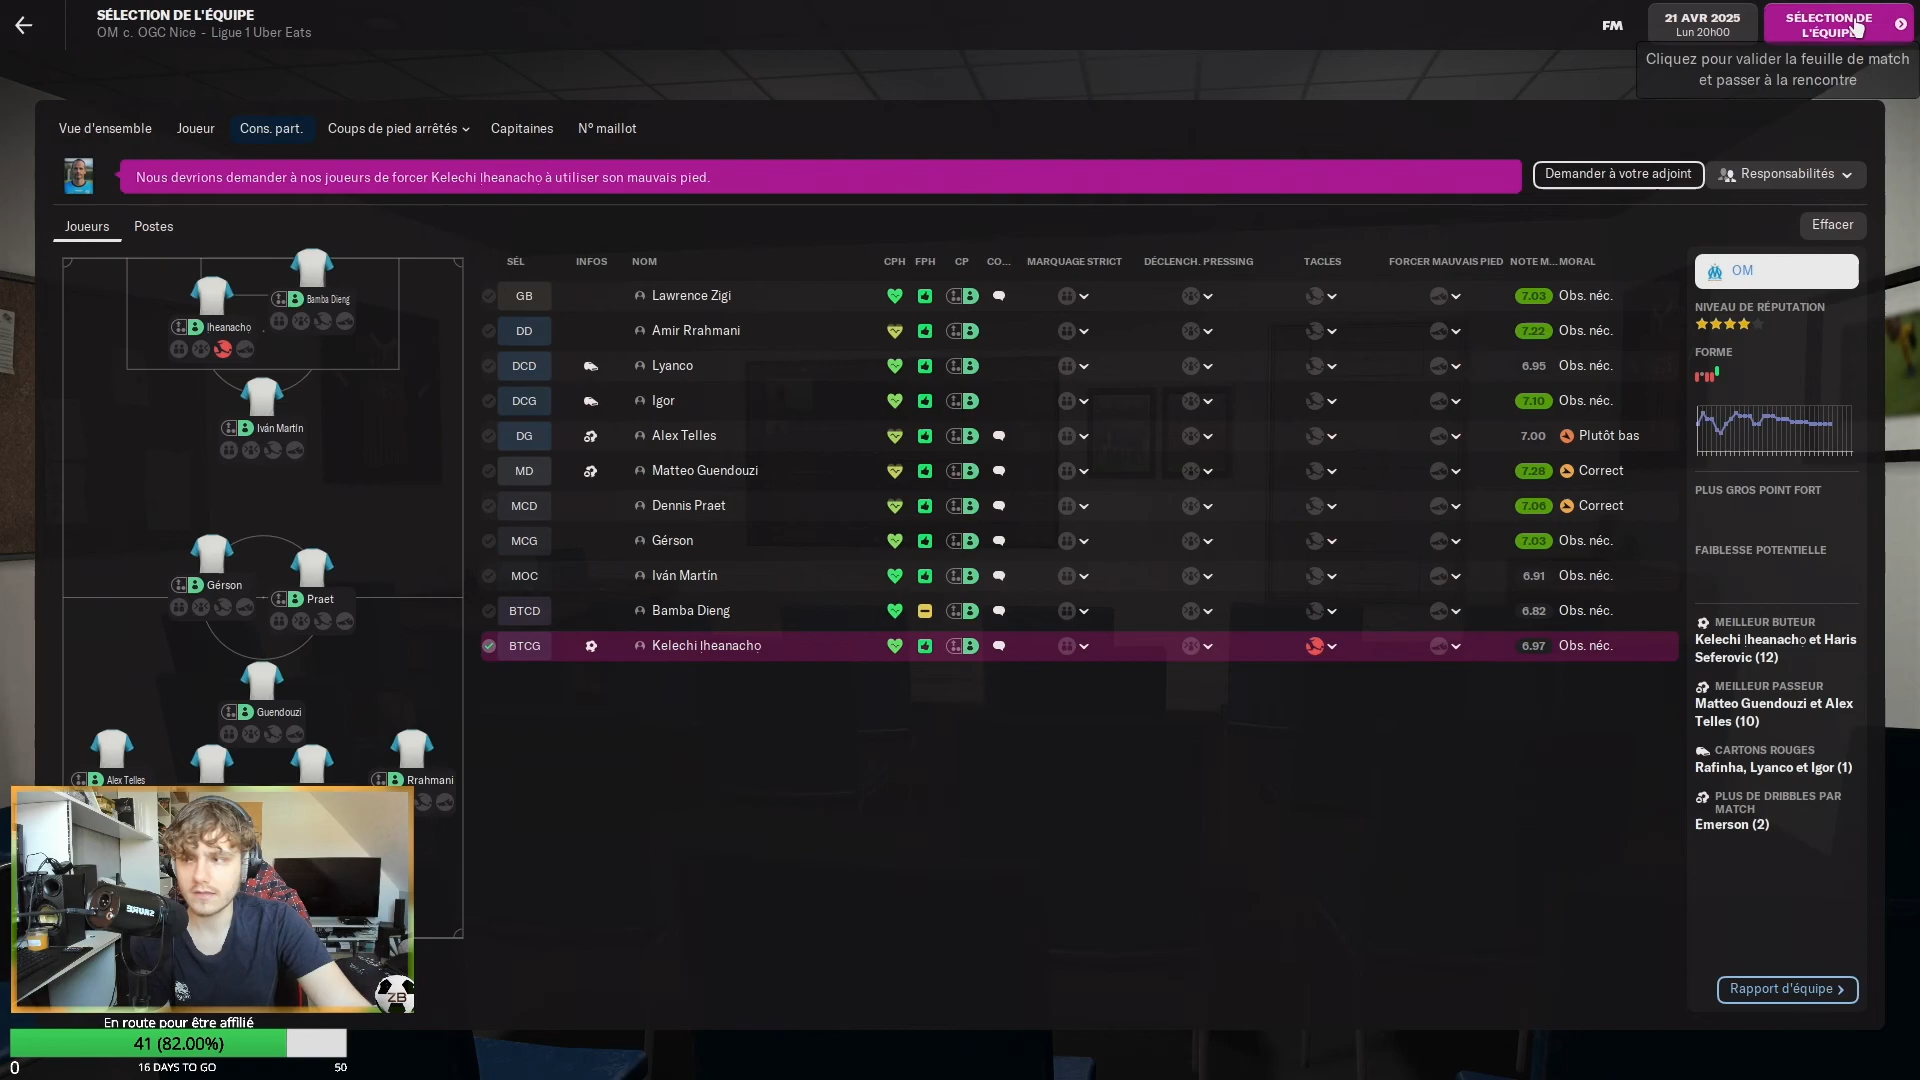 SÉLECTION DE L'ÉQUIPE
OM c. OGC Nice - Ligue 1 Uber Eats
FM
21 AVR 2025
Lun 20h00
SÉLECTION DE
L'ÉQUIPE
Cliquez pour valider la feuille de match
et passer à la rencontre
Vue d'ensemble
Joueur
Cons. part.
Coups de pied arrêtés
Capitaines
N° maillot
Nous devrions demander à nos joueurs de forcer Kelechi Iheanacho à utiliser son mauvais pied.
Demander à votre adjoint
Responsabilités
Joueurs
Postes
Effacer
Bamba Dieng
Iheanacho
Iván Martín
Gérson
Praet
Guendouzi
Alex Telles
Rrahmani
SÉL INFOS NOM CPH FPH CP CO... MARQUAGE STRICT DÉCLENCH. PRESSING TACLES FORCER MAUVAIS PIED NOTE M... MORAL
GB Lawrence Zigi 7.03 Obs. néc.
DD Amir Rrahmani 7.22 Obs. néc.
DCD Lyanco 6.95 Obs. néc.
DCG Igor 7.10 Obs. néc.
DG Alex Telles 7.00 Plutôt bas
MD Matteo Guendouzi 7.28 Correct
MCD Dennis Praet 7.06 Correct
MCG Gérson 7.03 Obs. néc.
MOC Iván Martín 6.91 Obs. néc.
BTCD Bamba Dieng 6.82 Obs. néc.
BTCG Kelechi Iheanacho 6.97 Obs. néc.
OM
NIVEAU DE RÉPUTATION
FORME
PLUS GROS POINT FORT
FAIBLESSE POTENTIELLE
MEILLEUR BUTEUR
Kelechi Iheanacho et Haris
Seferovic (12)
MEILLEUR PASSEUR
Matteo Guendouzi et Alex
Telles (10)
CARTONS ROUGES
Rafinha, Lyanco et Igor (1)
PLUS DE DRIBBLES PAR
MATCH
Emerson (2)
Rapport d'équipe
ZB
En route pour être affilié
41 (82.00%)
0
16 DAYS TO GO
50